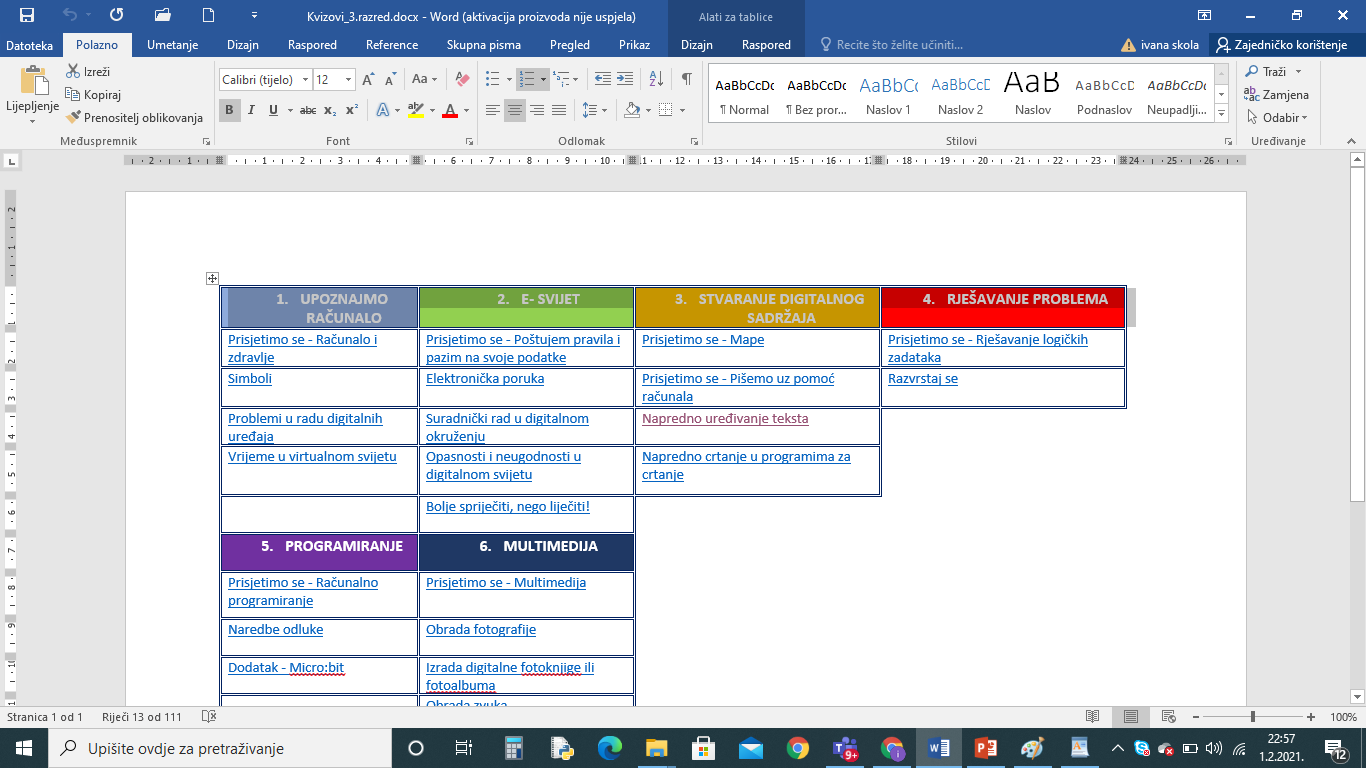 Kvizovi_3.razred.docx - Word (aktivacija proizvoda nije uspjela)
Alati za tablice
Datoteka Polazno Umetanje Dizajn Raspored Reference Skupna pisma Pregled Prikaz Dizajn Raspored Recite što želite učiniti... ivana skola Zajedničko korištenje
Lijepljenje
Izreži
Kopiraj
Prenositelj oblikovanja
Calibri (tijelo) 12
B I U abc x₂ x²
AaBbCcDc AaBbCcDc AaBbCc AaBbCcD AaB AaBbCcD AaBbCcDc
¶ Normal ¶ Bez pror... Naslov 1 Naslov 2 Naslov Podnaslov Neupadlji...
Traži
Zamjena
Odabir
Međuspremnik Font Odlomak Stilovi Uređivanje
1. UPOZNAJMO
RAČUNALO
2. E- SVIJET
3. STVARANJE DIGITALNOG
SADRŽAJA
4. RJEŠAVANJE PROBLEMA
Prisjetimo se - Računalo i
zdravlje
Prisjetimo se - Poštujem pravila i
pazim na svoje podatke
Prisjetimo se - Mape
Prisjetimo se - Rješavanje logičkih
zadataka
Simboli
Elektronička poruka
Prisjetimo se - Pišemo uz pomoć
računala
Razvrstaj se
Problemi u radu digitalnih
uređaja
Suradnički rad u digitalnom
okruženju
Napredno uređivanje teksta
Vrijeme u virtualnom svijetu
Opasnosti i neugodnosti u
digitalnom svijetu
Napredno crtanje u programima za
crtanje
Bolje spriječiti, nego liječiti!
5. PROGRAMIRANJE
6. MULTIMEDIJA
Prisjetimo se - Računalno
programiranje
Prisjetimo se - Multimedija
Naredbe odluke
Obrada fotografije
Dodatak - Micro:bit
Izrada digitalne fotoknjige ili
fotoalbuma
Obrada zvuka
Stranica 1 od 1 Riječi 13 od 111 100%
Upišite ovdje za pretraživanje
9+
22:57
1.2.2021.
12